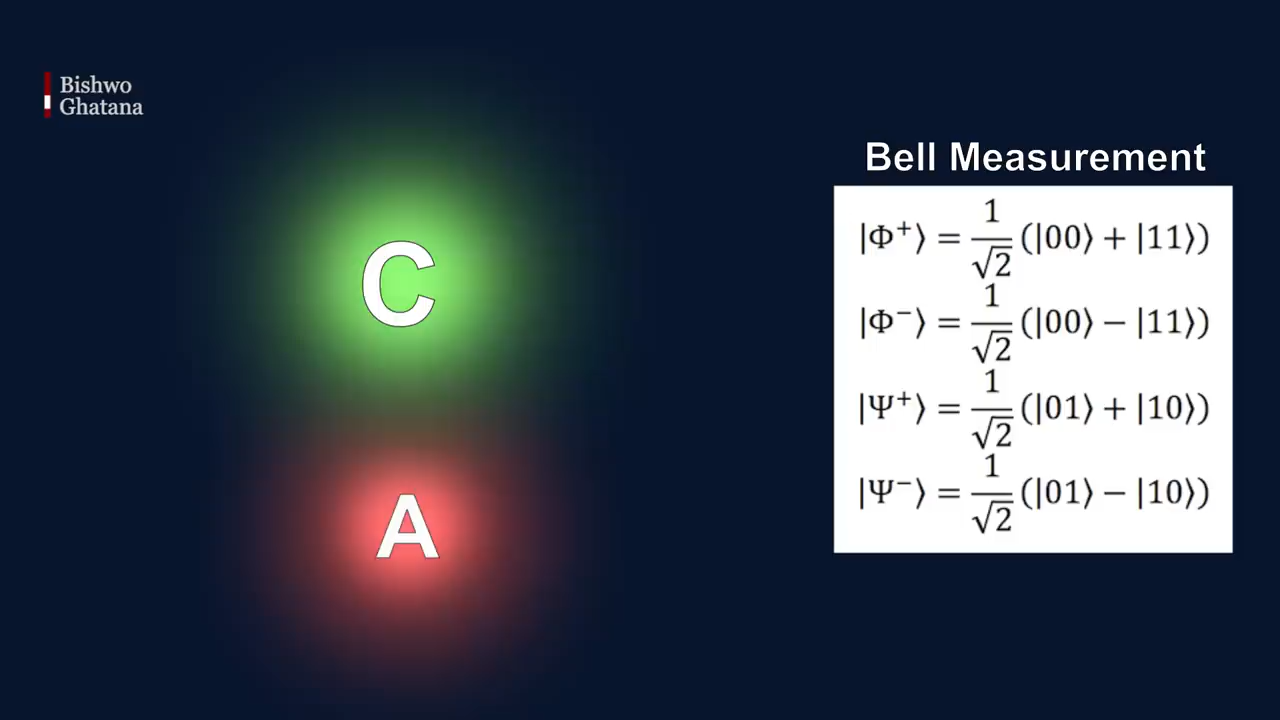 Bishwo
Ghatana
C
A
Bell Measurement
|Φ⁺⟩ = 1/√2 (|00⟩ + |11⟩)
|Φ⁻⟩ = 1/√2 (|00⟩ − |11⟩)
|Ψ⁺⟩ = 1/√2 (|01⟩ + |10⟩)
|Ψ⁻⟩ = 1/√2 (|01⟩ − |10⟩)